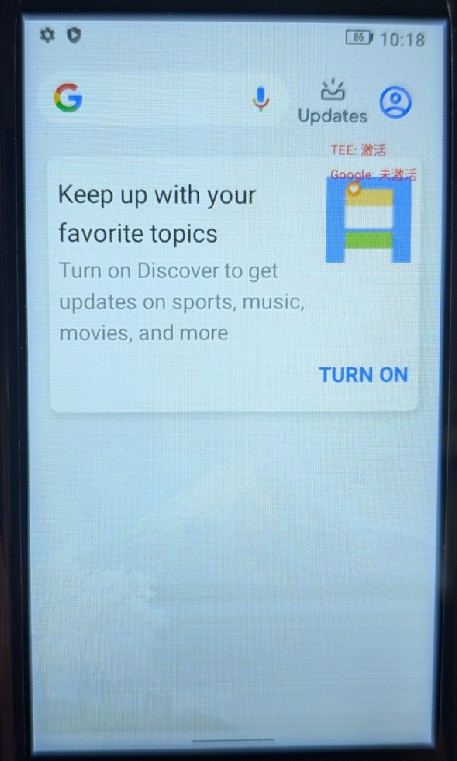 86 10:18
G
Updates
TEE: 激活
Google: 未激活
Keep up with your
favorite topics
Turn on Discover to get
updates on sports, music,
movies, and more
TURN ON